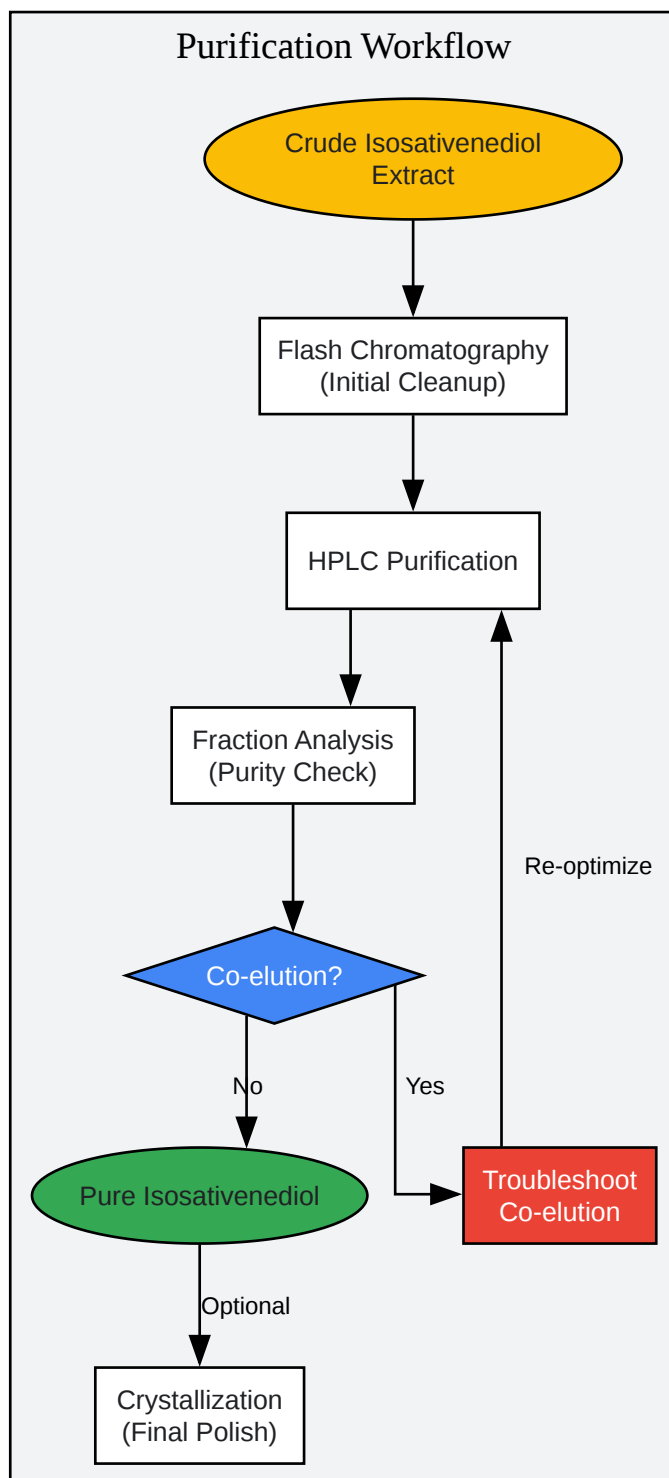 Purification Workflow
Crude Isosativenediol
Extract
Flash Chromatography
(Initial Cleanup)
HPLC Purification
Fraction Analysis
(Purity Check)
Re-optimize
Co-elution?
No
Yes
Pure Isosativenediol
Troubleshoot
Co-elution
Optional
Crystallization
(Final Polish)